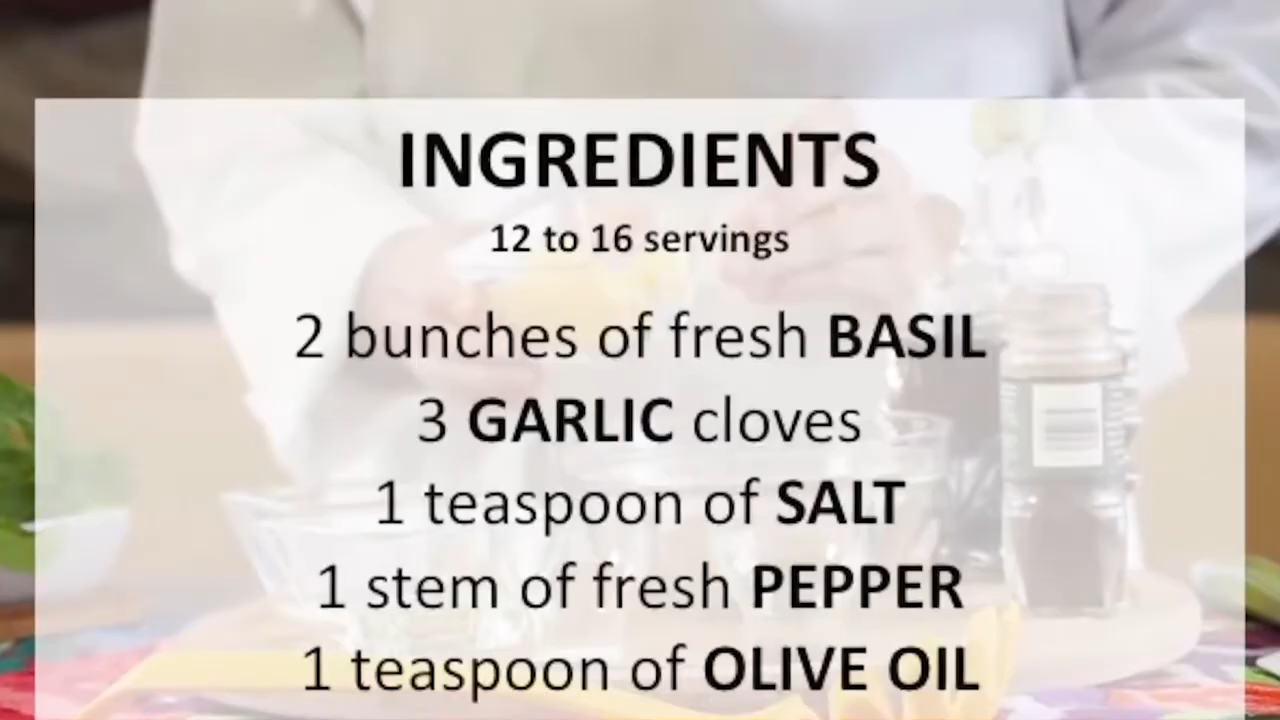 INGREDIENTS
12 to 16 servings
2 bunches of fresh BASIL
3 GARLIC cloves
1 teaspoon of SALT
1 stem of fresh PEPPER
1 teaspoon of OLIVE OIL